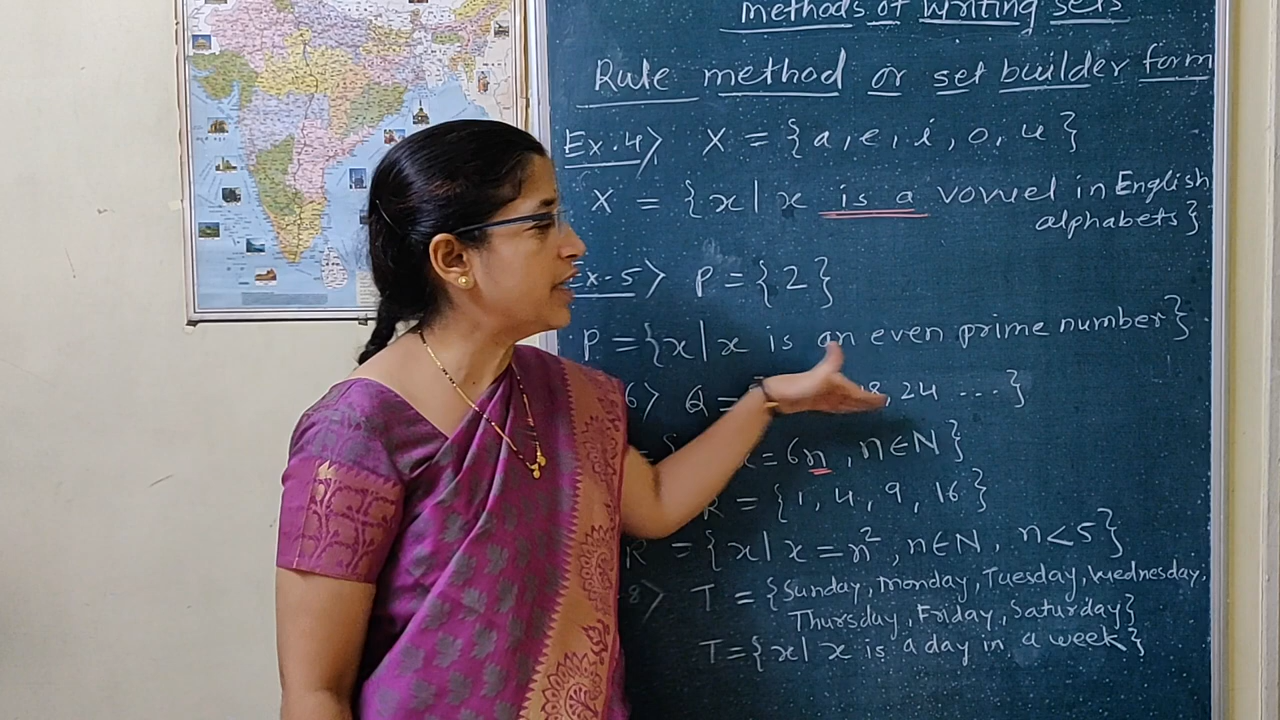 methods of writing sets
Rule method or set builder form
Ex.4> X = {a, e, i, o, u}
X = {x | x is a vowel in English
alphabets}
Ex-5> P = {2}
P = {x | x is an even prime number}
6> Q = 18, 24 ---}
= 6n, n∈N}
R = {1, 4, 9, 16}
R = {x | x = n², n∈N, n<5}
8> T = {Sunday, Monday, Tuesday, Wednesday,
Thursday, Friday, Saturday}
T = {x | x is a day in a week}